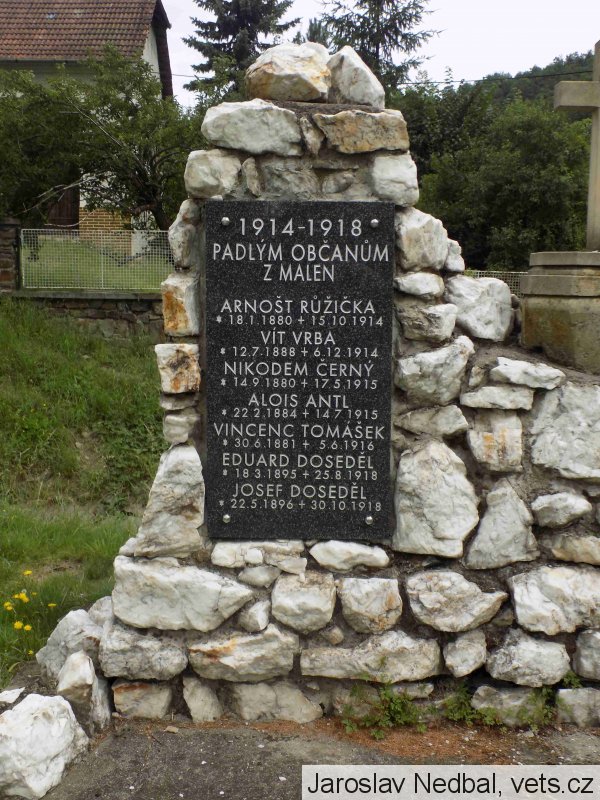 1914-1918
PADLÝM OBČANŮM
Z MALEN
ARNOŠT RŮŽIČKA
* 18.1.1880 + 15.10.1914
VÍT VRBA
* 12.7.1888 + 6.12.1914
NIKODEM ČERNÝ
* 14.9.1880 + 17.5.1915
ALOIS ANTL
* 22.2.1884 + 14.7.1915
VINCENC TOMÁŠEK
* 30.6.1881 + 5.6.1916
EDUARD DOSEDĚL
* 18.3.1895 + 25.8.1918
JOSEF DOSEDĚL
* 22.5.1896 + 30.10.1918
Jaroslav Nedbal, vets.cz